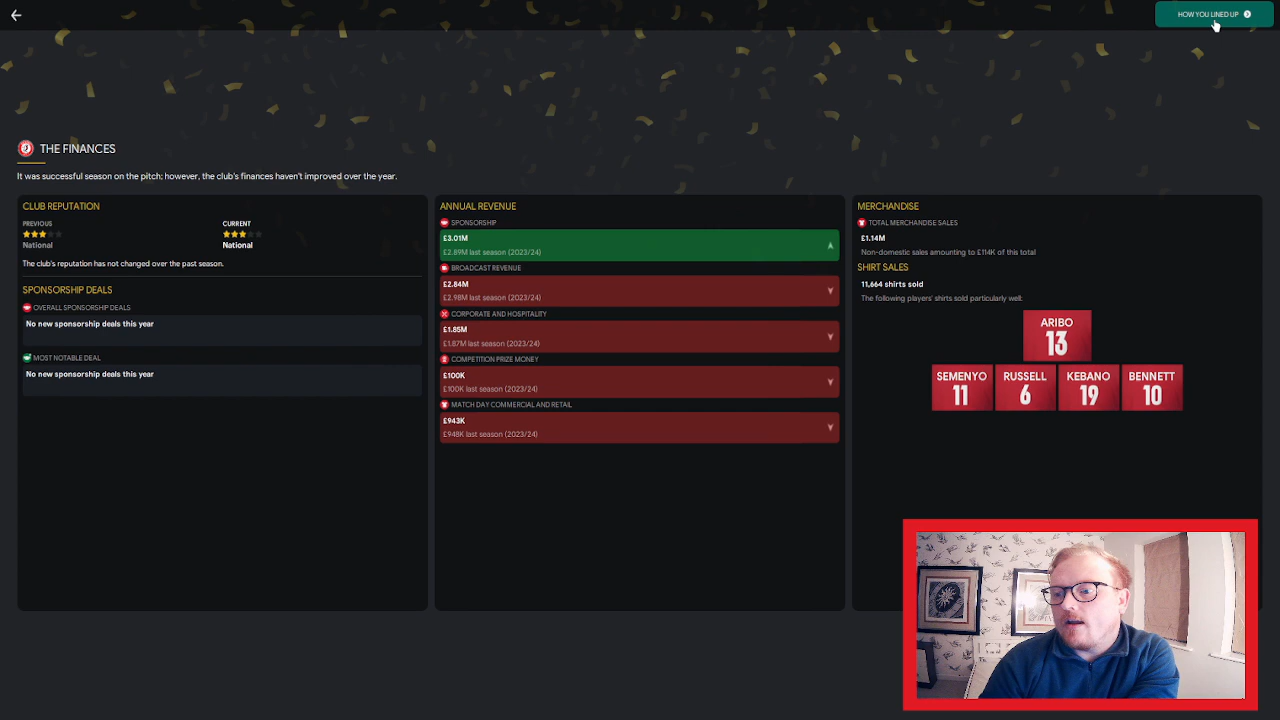 HOW YOU LINED UP
THE FINANCES
It was successful season on the pitch; however, the club's finances haven't improved over the year.
CLUB REPUTATION
PREVIOUS
CURRENT
National
National
The club's reputation has not changed over the past season.
SPONSORSHIP DEALS
OVERALL SPONSORSHIP DEALS
No new sponsorship deals this year
MOST NOTABLE DEAL
No new sponsorship deals this year
ANNUAL REVENUE
SPONSORSHIP
£3.01M
£2.89M last season (2023/24)
BROADCAST REVENUE
£2.84M
£2.98M last season (2023/24)
CORPORATE AND HOSPITALITY
£1.85M
£1.87M last season (2023/24)
COMPETITION PRIZE MONEY
£100K
£100K last season (2023/24)
MATCH DAY COMMERCIAL AND RETAIL
£943K
£948K last season (2023/24)
MERCHANDISE
TOTAL MERCHANDISE SALES
£1.14M
Non-domestic sales amounting to £114K of this total
SHIRT SALES
11,664 shirts sold
The following players' shirts sold particularly well:
ARIBO
13
SEMENYO RUSSELL KEBANO BENNETT
11 6 19 10